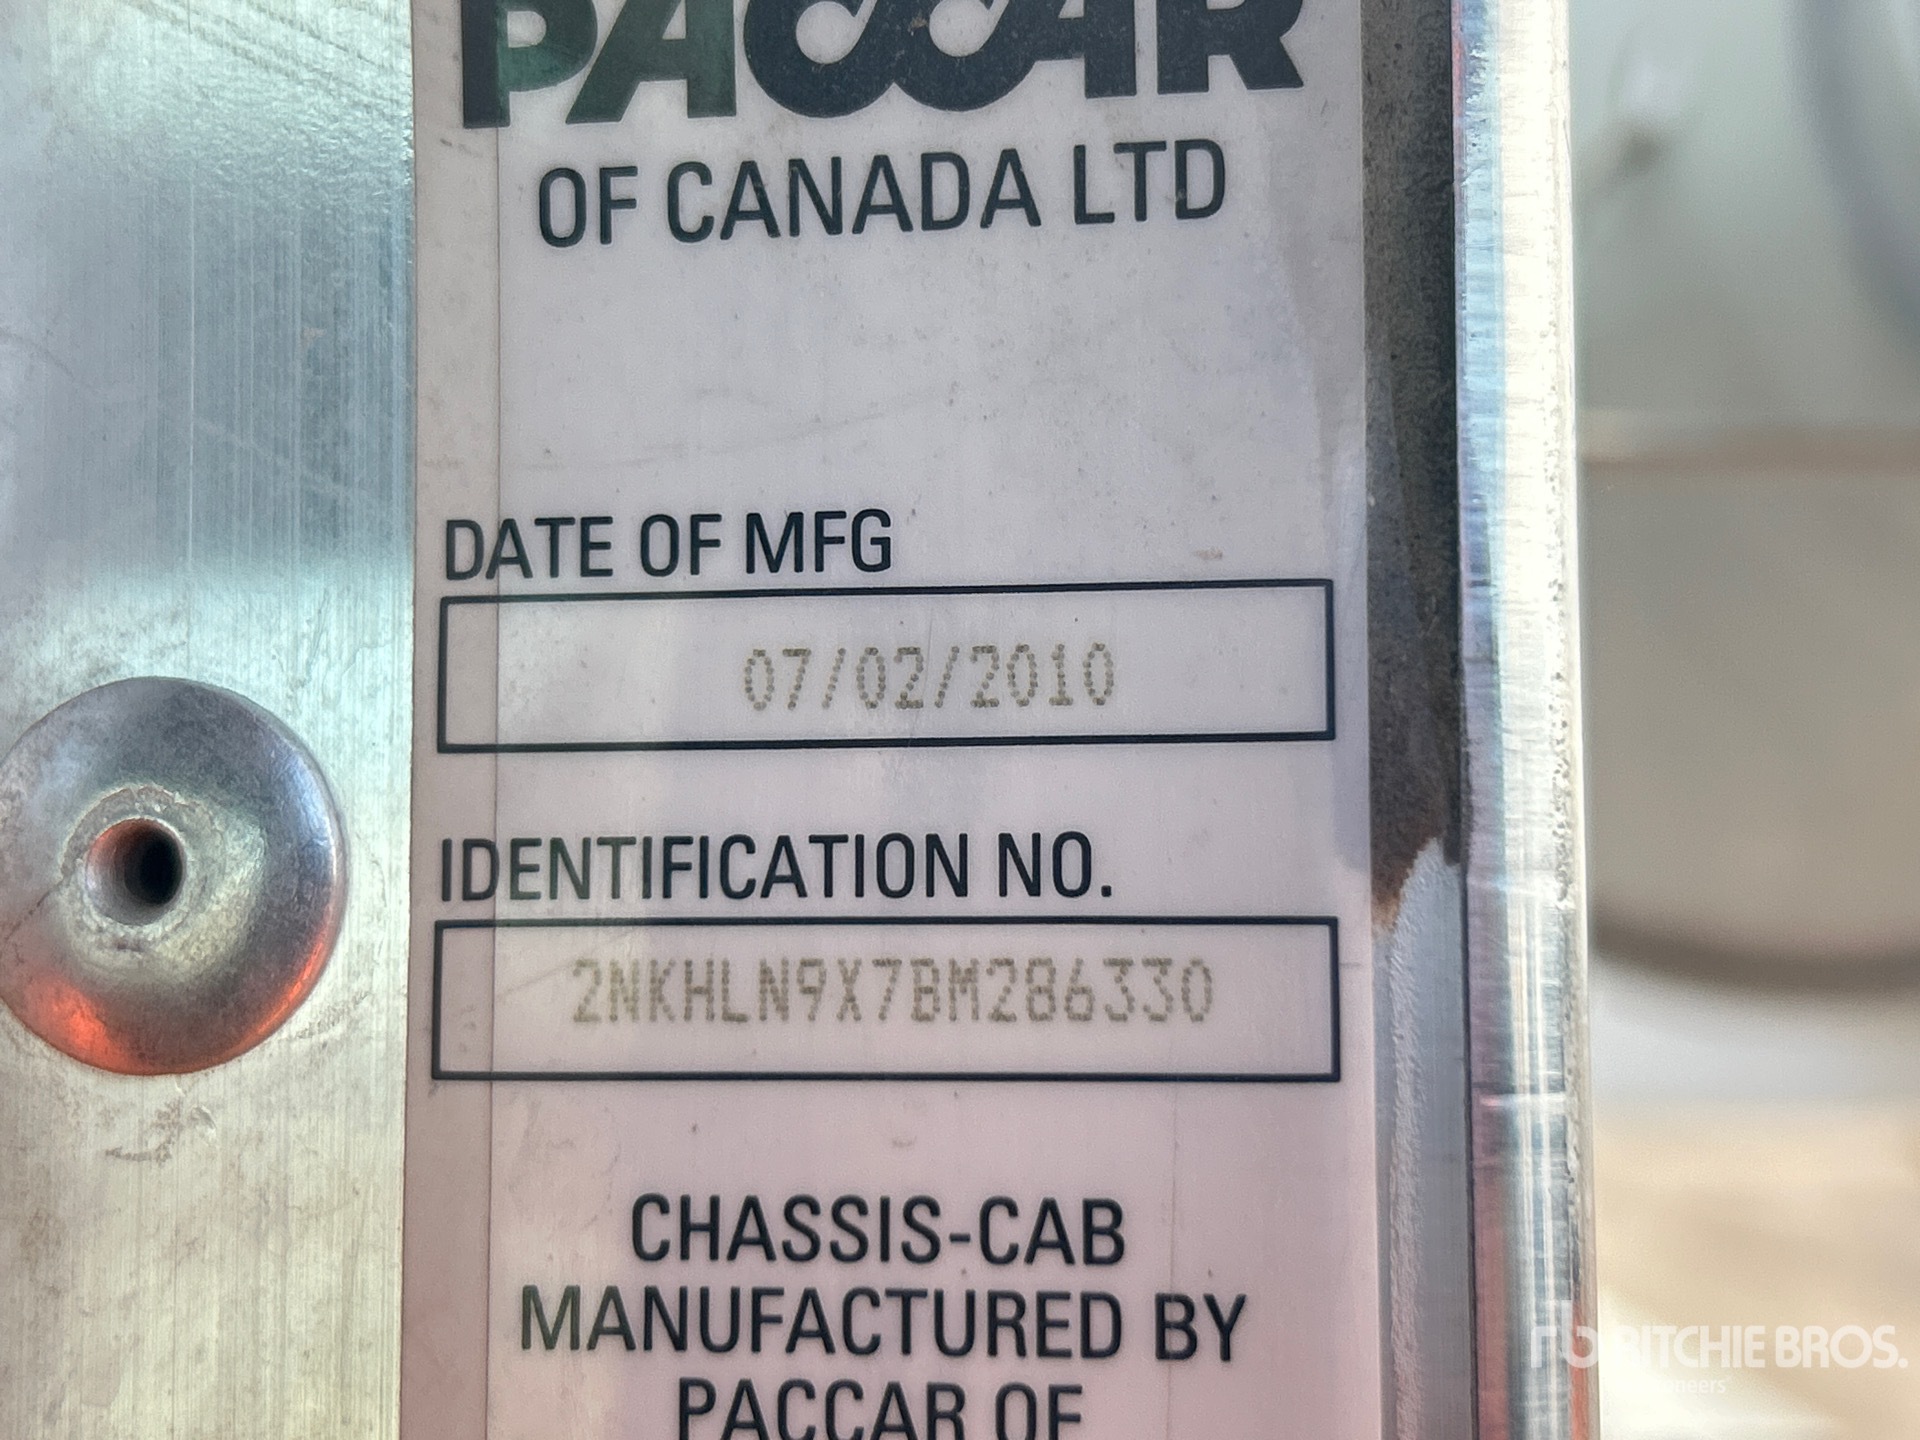 PACCAR
OF CANADA LTD
DATE OF MFG
07/02/2010
IDENTIFICATION NO.
2NKHLN9X7BM286330
CHASSIS-CAB
MANUFACTURED BY
PACCAR OF
RITCHIE BROS.